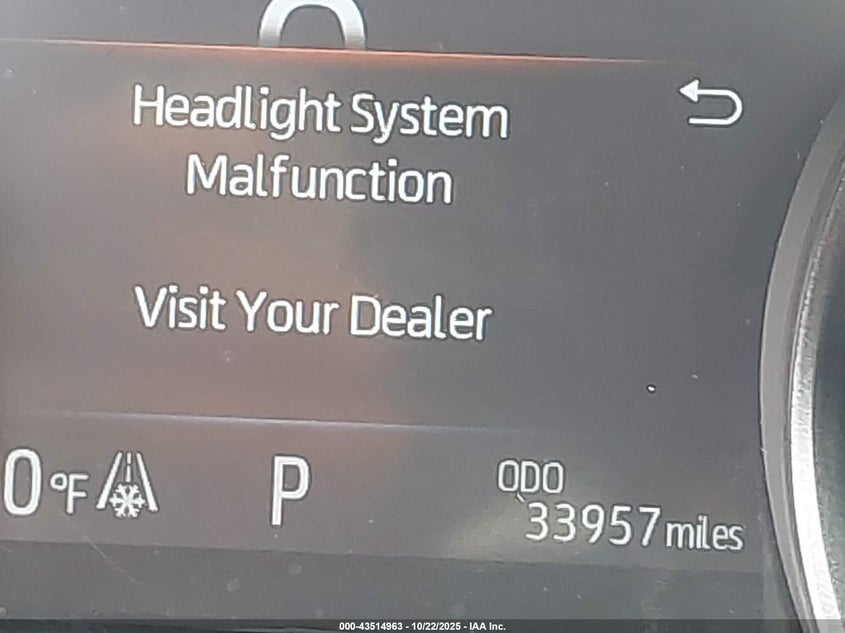 Headlight System
Malfunction
Visit Your Dealer
0 °F
P
ODO
33957 miles
000-43514963 - 10/22/2025 - IAA Inc.